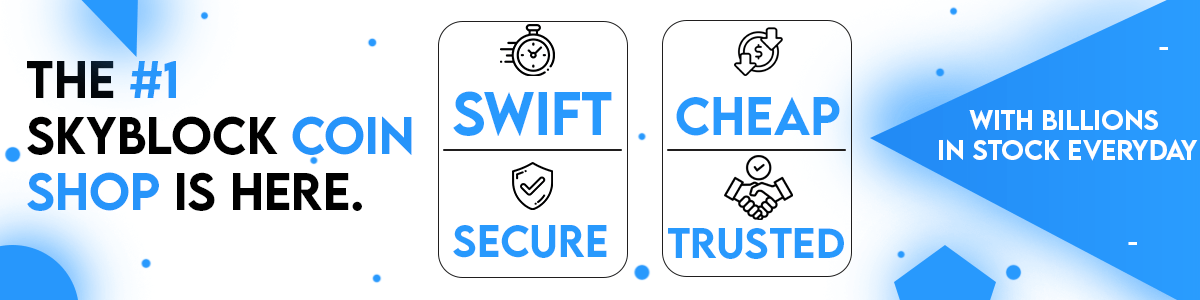 THE #1
SKYBLOCK COIN
SHOP IS HERE.
SWIFT
SECURE
CHEAP
TRUSTED
WITH BILLIONS
IN STOCK EVERYDAY